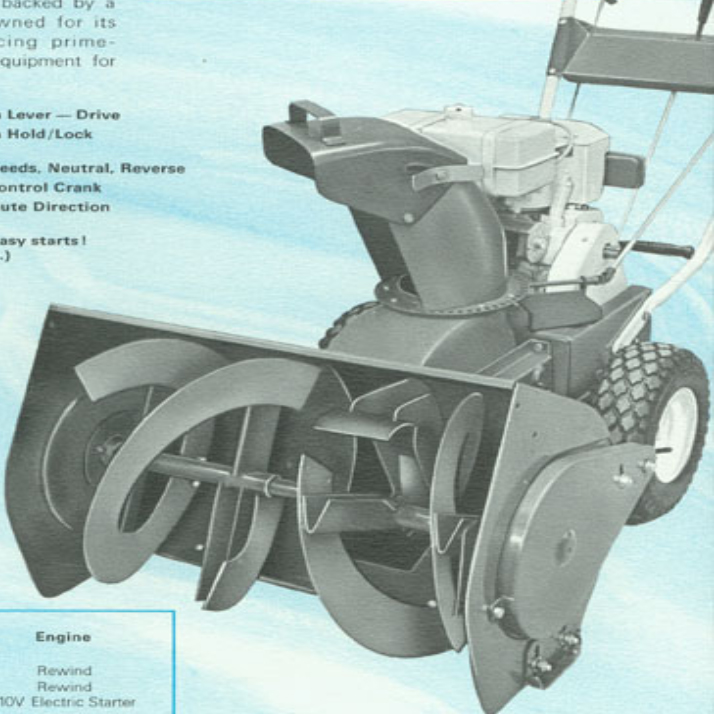 backed by a
wned for its
cing prime-
quipment for
Lever — Drive
Hold/Lock
eeds, Neutral, Reverse
ontrol Crank
ute Direction
asy starts!
.)
Engine
Rewind
Rewind
10V Electric Starter